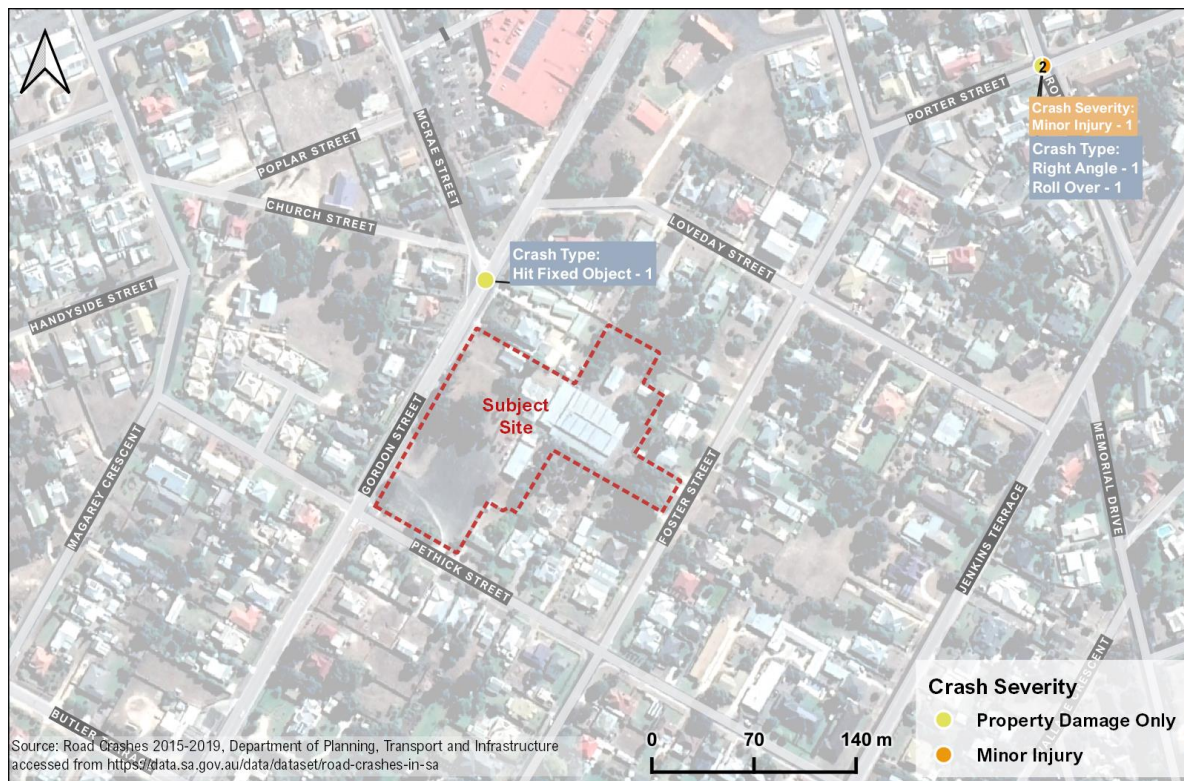 MCRAE STREET
POPLAR STREET
CHURCH STREET
HANDYSIDE STREET
PORTER STREET
2
RO
Crash Severity:
Minor Injury - 1
Crash Type:
Right Angle - 1
Roll Over - 1
LOVEDAY STREET
Crash Type:
Hit Fixed Object - 1
Subject
Site
GORDON STREET
MAGAREY CRESCENT
FOSTER STREET
PETHICK STREET
JENKINS TERRACE
MEMORIAL DRIVE
CRESCENT
BUTLER
Source: Road Crashes 2015-2019, Department of Planning, Transport and Infrastructure
accessed from https://data.sa.gov.au/data/dataset/road-crashes-in-sa
0 70 140 m
Crash Severity
Property Damage Only
Minor Injury